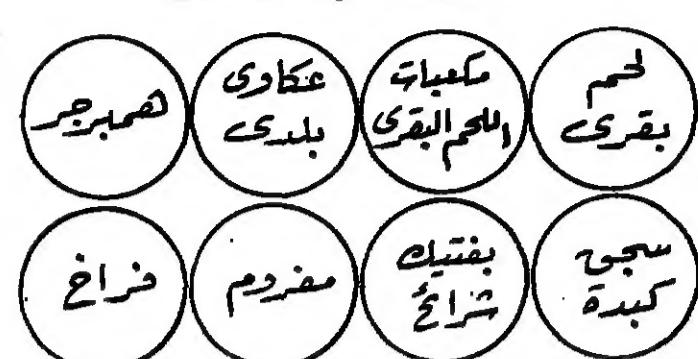 لحم
بقرى
مكعبات
اللحم البقرى
عكاوى
بلدى
همبرجر
سجق
كبدة
بفتيك
شرائح
مفروم
فراخ